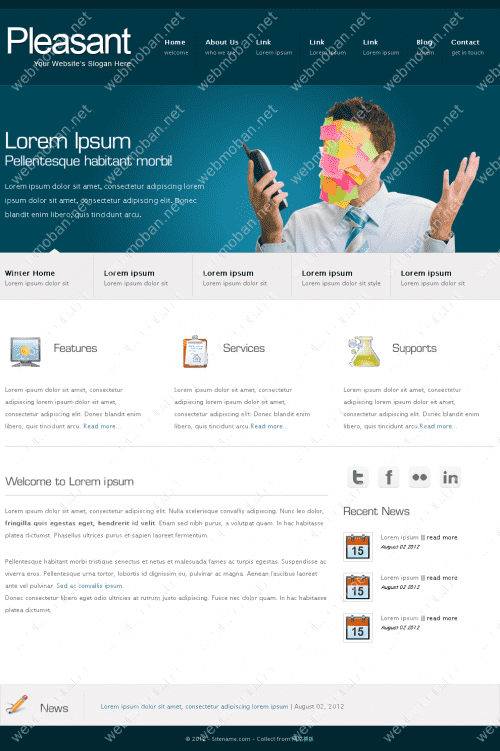 Pleasant
Your Website's Slogan Here
Home
welcome
About Us
who we are
Link
Lorem ipsum
Link
Lorem ipsum
Link
Lorem ipsum
Blog
Lorem
Contact
get in touch
Lorem Ipsum
Pellentesque habitant morbi!
Lorem ipsum dolor sit amet, consectetur adipiscing lorem
ipsum dolor sit amet, consectetur adipiscing elit. Donec
blandit enim libero, quis tincidunt arcu.
Winter Home
Lorem ipsum dolor sit
Lorem ipsum
Lorem ipsum dolor sit
Lorem ipsum
Lorem ipsum dolor sit
Lorem ipsum
Lorem ipsum dolor sit style
Lorem ipsum
Lorem ipsum dolor sit
Features
Lorem ipsum dolor sit amet, consectetur
adipiscing lorem ipsum dolor sit amet,
consectetur adipiscing elit. Donec blandit enim
libero, quis tincidunt arcu. Read more...
Services
Lorem ipsum dolor sit amet, consectetur
adipiscing lorem ipsum dolor sit amet,
consectetur adipiscing elit. Donec blandit enim
libero, quis tincidunt arcu.Read more...
Supports
Lorem ipsum dolor sit amet, consectetur
adipiscing lorem ipsum dolor sit amet,
consectetur adipiscing elit. Donec blandit enim
libero, quis tincidunt arcu.Read more...
Welcome to Lorem ipsum
Lorem ipsum dolor sit amet, consectetur adipiscing elit. Nulla scelerisque convallis adipiscing. Nunc leo dolor,
fringilla quis egestas eget, hendrerit id velit. Etiam sed nibh purus, a volutpat quam. In hac habitasse
platea dictumst. Phasellus ultrices purus et sapien laoreet fermentum.
Pellentesque habitant morbi tristique senectus et netus et malesuada fames ac turpis egestas. Suspendisse ac
viverra eros. Pellentesque urna tortor, lobortis id dignissim eu, pulvinar ac magna. Aenean faucibus laoreet
ante vel pulvinar. Sed ac convallis ipsum.
Donec consectetur libero eget odio ultricies at rutrum justo adipiscing. Fusce nec dolor quam. In hac habitasse
platea dictumst.
t f in
Recent News
15
Lorem ipsum ||| read more
August 02 2012
15
Lorem ipsum ||| read more
August 02 2012
15
Lorem ipsum ||| read more
August 02 2012
News
Lorem ipsum dolor sit amet, consectetur adipiscing lorem ipsum | August 02, 2012
© 2012 - Sitename.com - Collect from
webmoban.net